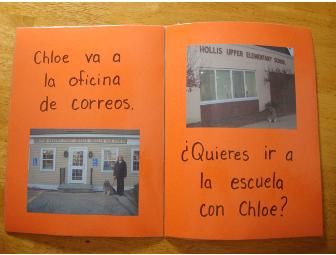 Chloe va a
la oficina
de correos.
HOLLIS UPPER ELEMENTARY SCHOOL
¿Quieres ir a
la escuela
con Chloe?